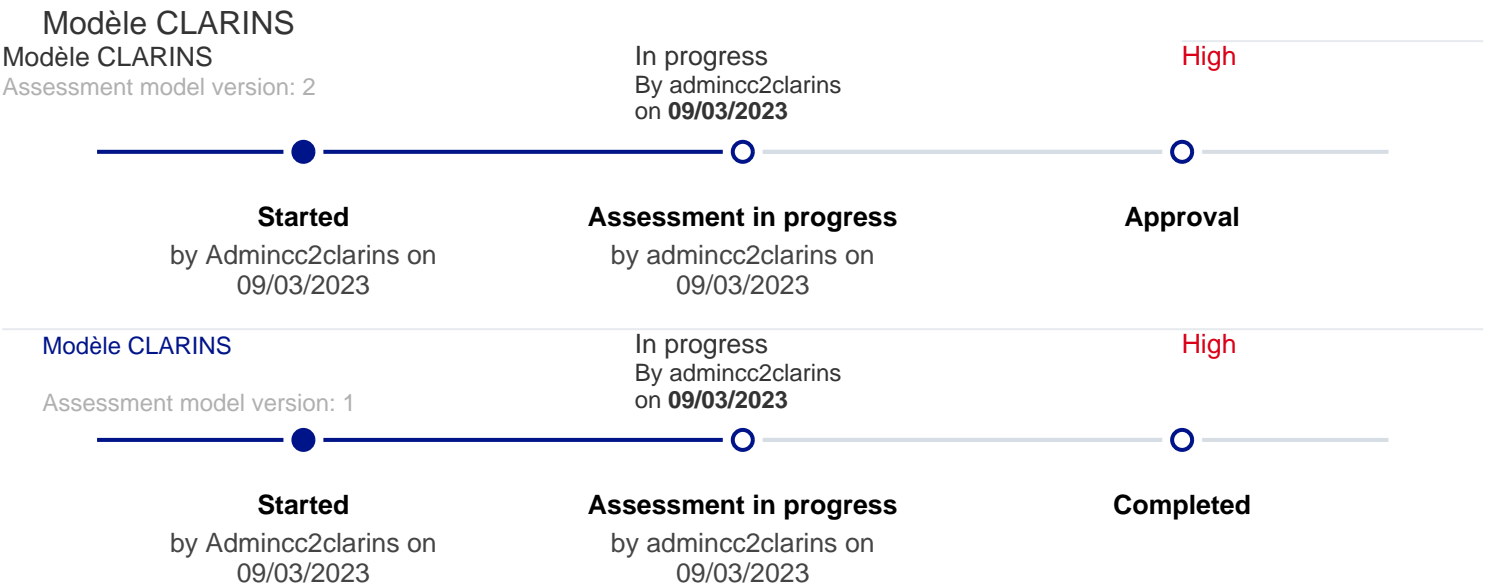 Modèle CLARINS
Modèle CLARINS
Assessment model version: 2
In progress
By admincc2clarins
on 09/03/2023
High
Started
by Admincc2clarins on
09/03/2023
Assessment in progress
by admincc2clarins on
09/03/2023
Approval
Modèle CLARINS
Assessment model version: 1
In progress
By admincc2clarins
on 09/03/2023
High
Started
by Admincc2clarins on
09/03/2023
Assessment in progress
by admincc2clarins on
09/03/2023
Completed